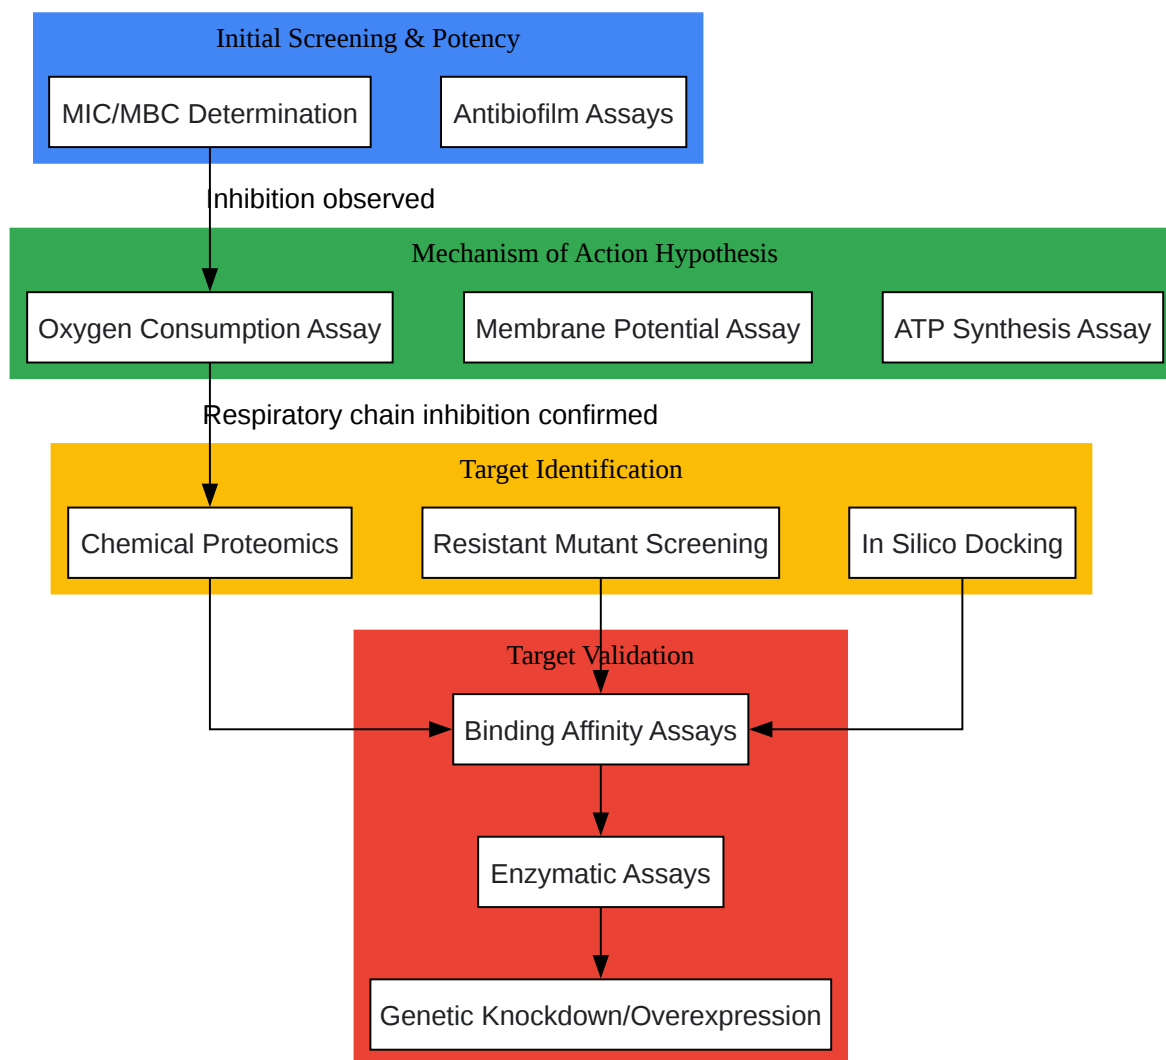 Initial Screening & Potency
MIC/MBC Determination
Antibiofilm Assays
Inhibition observed
Mechanism of Action Hypothesis
Oxygen Consumption Assay
Membrane Potential Assay
ATP Synthesis Assay
Respiratory chain inhibition confirmed
Target Identification
Chemical Proteomics
Resistant Mutant Screening
In Silico Docking
Target Validation
Binding Affinity Assays
Enzymatic Assays
Genetic Knockdown/Overexpression